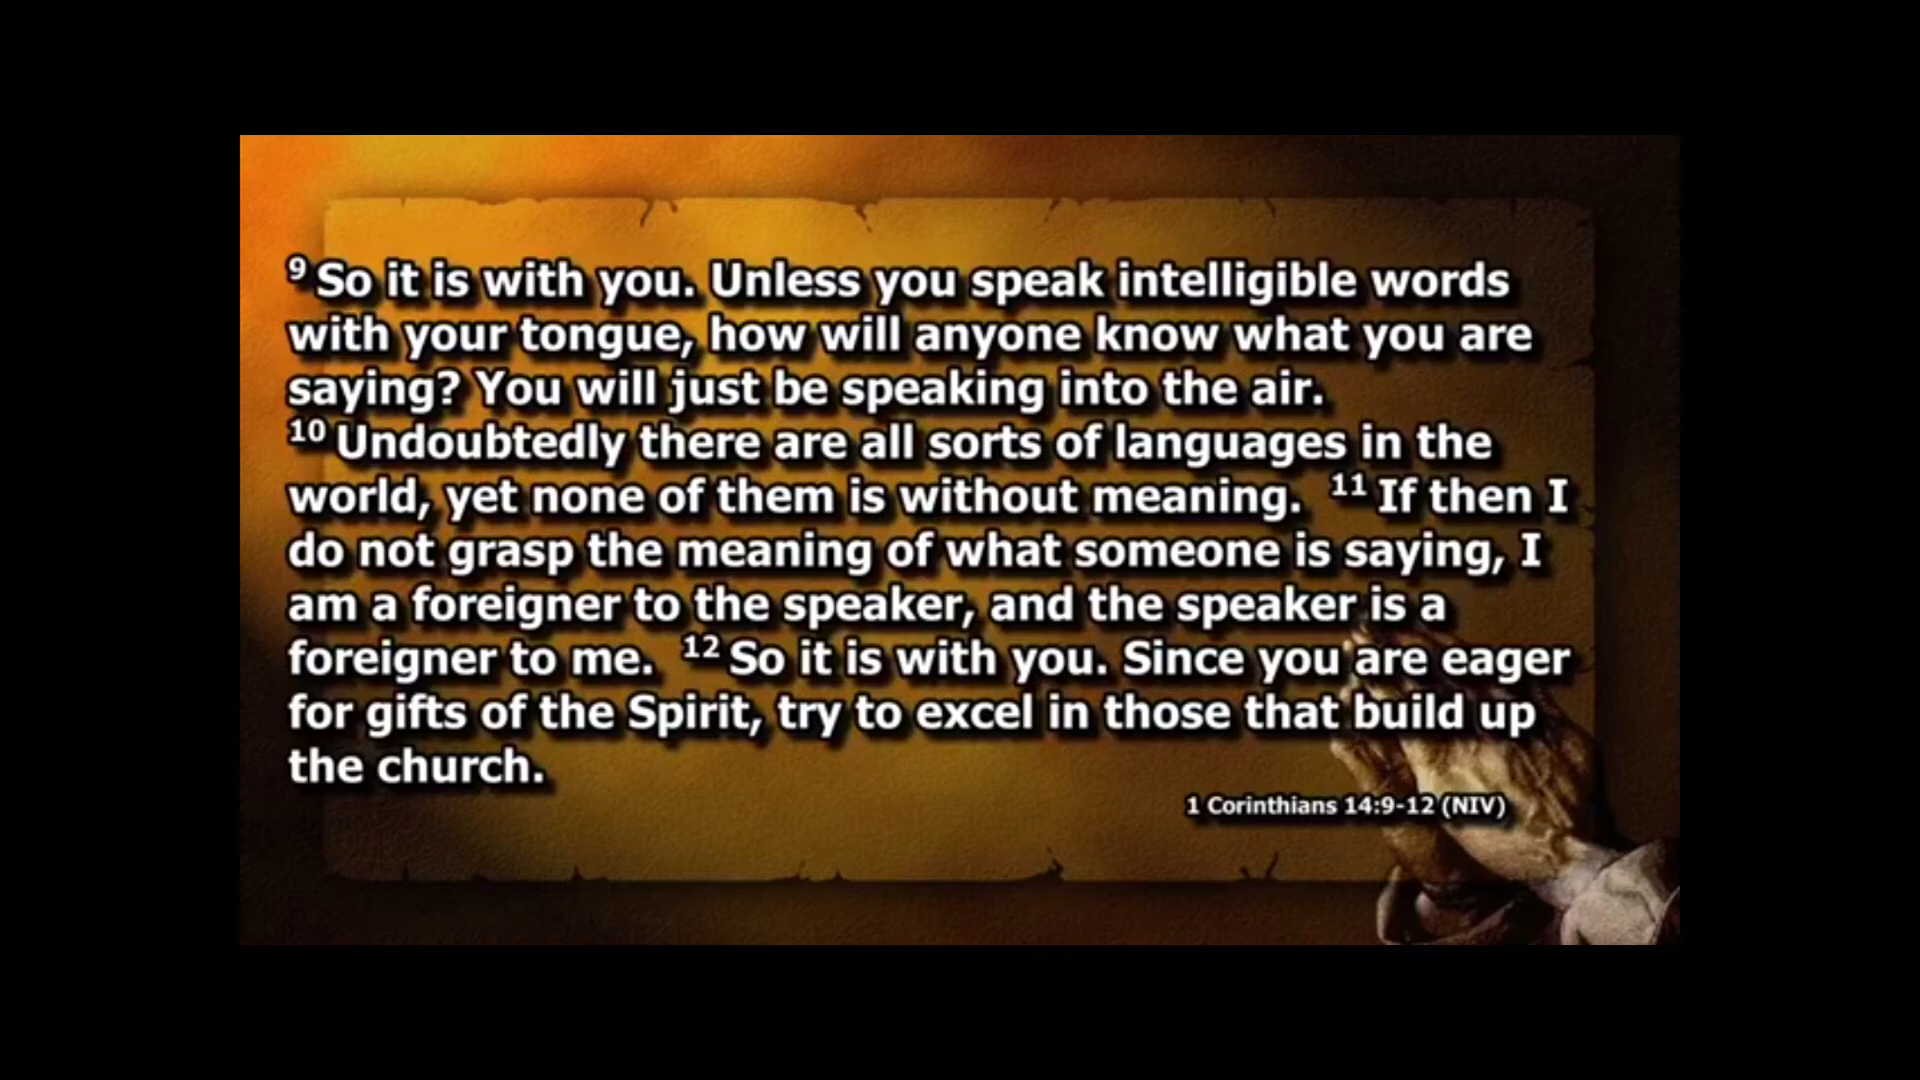 9 So it is with you. Unless you speak intelligible words
with your tongue, how will anyone know what you are
saying? You will just be speaking into the air.
10 Undoubtedly there are all sorts of languages in the
world, yet none of them is without meaning. 11 If then I
do not grasp the meaning of what someone is saying, I
am a foreigner to the speaker, and the speaker is a
foreigner to me. 12 So it is with you. Since you are eager
for gifts of the Spirit, try to excel in those that build up
the church.
1 Corinthians 14:9-12 (NIV)